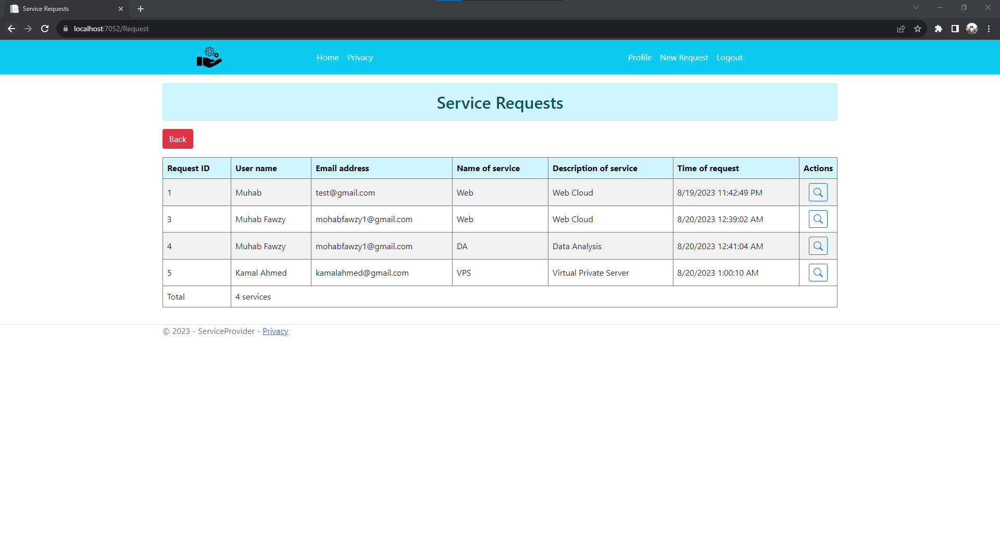 Service Requests
localhost:7052/Request
Home Privacy Profile New Request Logout
Service Requests
Back
Request ID User name Email address Name of service Description of service Time of request Actions
1 Muhab test@gmail.com Web Web Cloud 8/19/2023 11:42:49 PM
3 Muhab Fawzy mohabfawzy1@gmail.com Web Web Cloud 8/20/2023 12:39:02 AM
4 Muhab Fawzy mohabfawzy1@gmail.com DA Data Analysis 8/20/2023 12:41:04 AM
5 Kamal Ahmed kamalahmed@gmail.com VPS Virtual Private Server 8/20/2023 1:00:10 AM
Total 4 services
© 2023 - ServiceProvider - Privacy